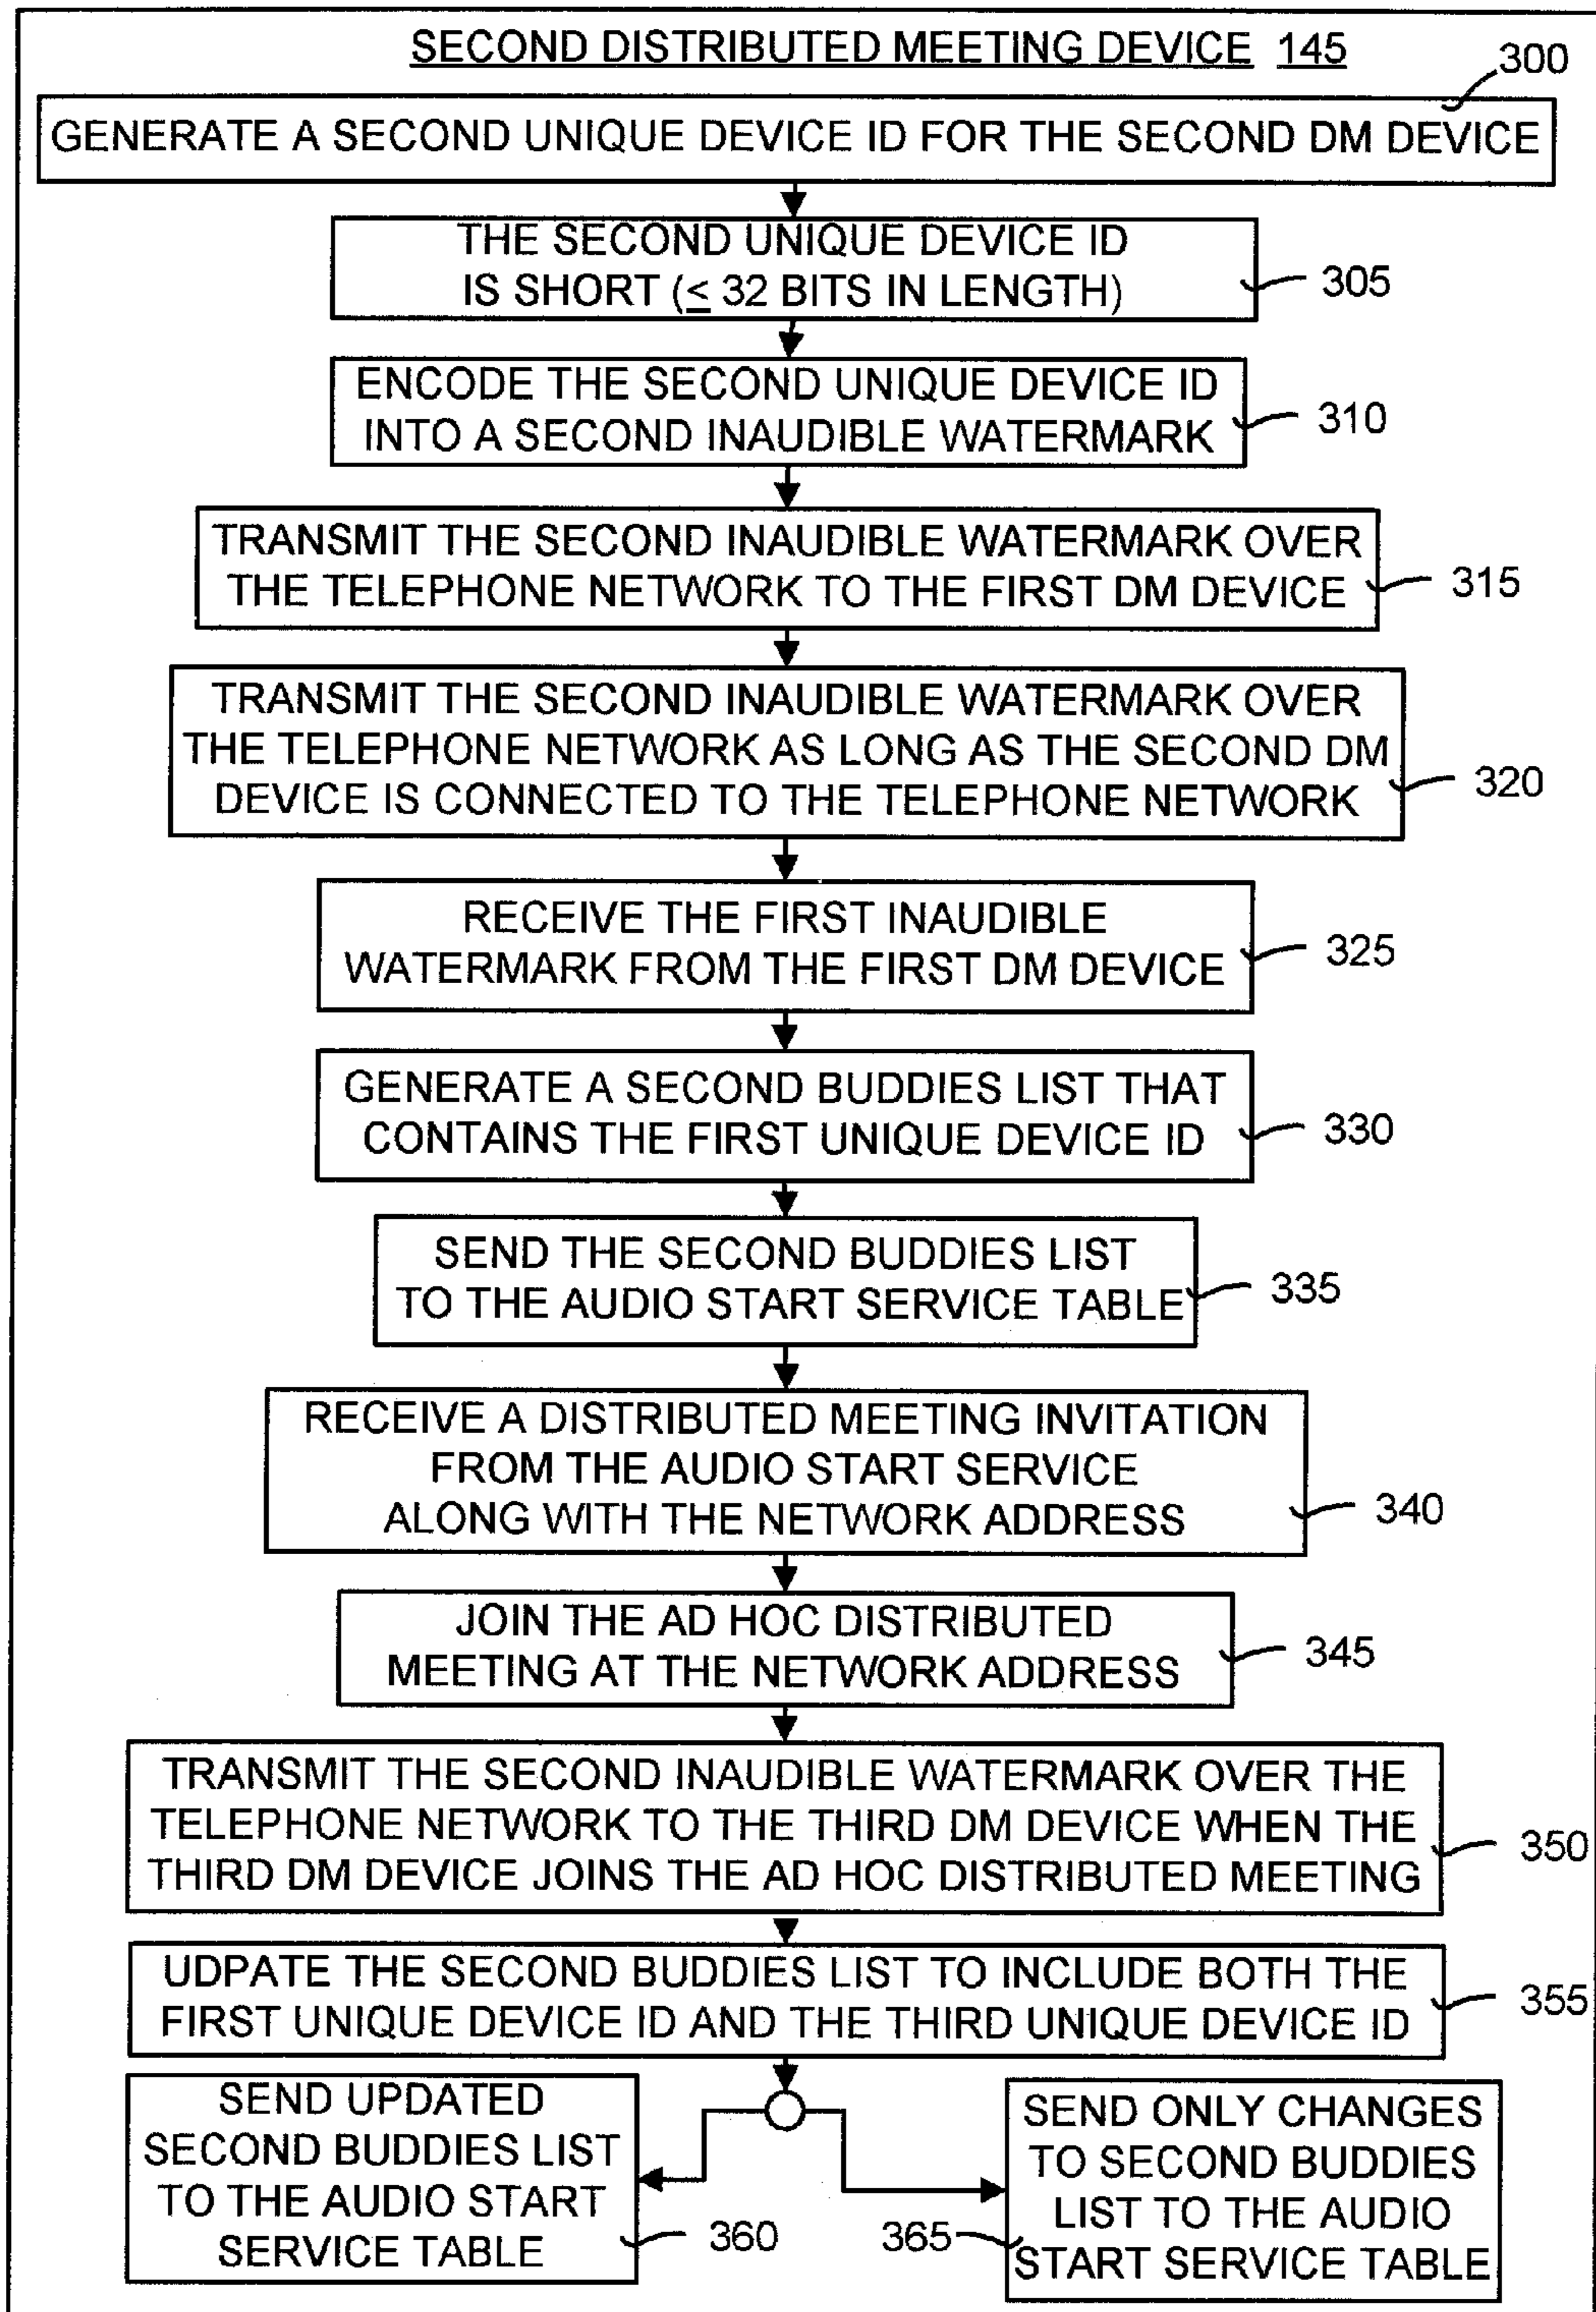 SECOND DISTRIBUTED MEETING DEVICE 145
300
GENERATE A SECOND UNIQUE DEVICE ID FOR THE SECOND DM DEVICE
THE SECOND UNIQUE DEVICE ID
IS SHORT (≤ 32 BITS IN LENGTH)
305
ENCODE THE SECOND UNIQUE DEVICE ID
INTO A SECOND INAUDIBLE WATERMARK
310
TRANSMIT THE SECOND INAUDIBLE WATERMARK OVER
THE TELEPHONE NETWORK TO THE FIRST DM DEVICE
315
TRANSMIT THE SECOND INAUDIBLE WATERMARK OVER
THE TELEPHONE NETWORK AS LONG AS THE SECOND DM
DEVICE IS CONNECTED TO THE TELEPHONE NETWORK
320
RECEIVE THE FIRST INAUDIBLE
WATERMARK FROM THE FIRST DM DEVICE
325
GENERATE A SECOND BUDDIES LIST THAT
CONTAINS THE FIRST UNIQUE DEVICE ID
330
SEND THE SECOND BUDDIES LIST
TO THE AUDIO START SERVICE TABLE
335
RECEIVE A DISTRIBUTED MEETING INVITATION
FROM THE AUDIO START SERVICE
ALONG WITH THE NETWORK ADDRESS
340
JOIN THE AD HOC DISTRIBUTED
MEETING AT THE NETWORK ADDRESS
345
TRANSMIT THE SECOND INAUDIBLE WATERMARK OVER THE
TELEPHONE NETWORK TO THE THIRD DM DEVICE WHEN THE
THIRD DM DEVICE JOINS THE AD HOC DISTRIBUTED MEETING
350
UDPATE THE SECOND BUDDIES LIST TO INCLUDE BOTH THE
FIRST UNIQUE DEVICE ID AND THE THIRD UNIQUE DEVICE ID
355
SEND UPDATED
SECOND BUDDIES LIST
TO THE AUDIO START
SERVICE TABLE
360
365
SEND ONLY CHANGES
TO SECOND BUDDIES
LIST TO THE AUDIO
START SERVICE TABLE